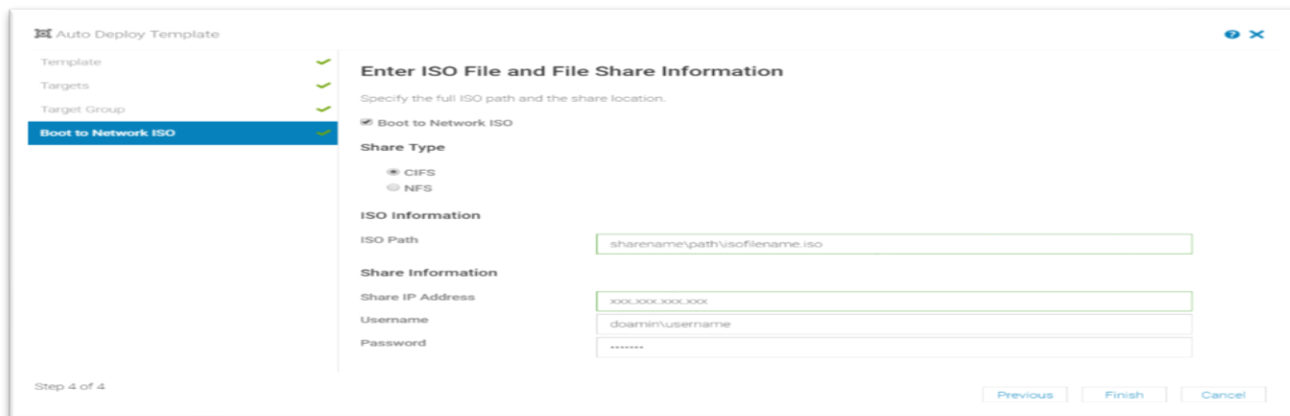 Auto Deploy Template
Template
Targets
Target Group
Boot to Network ISO
Enter ISO File and File Share Information
Specify the full ISO path and the share location.
Boot to Network ISO
Share Type
CIFS
NFS
ISO Information
ISO Path sharename\path\isofilename.iso
Share Information
Share IP Address xxx.xxx.xxx.xxx
Username doamin\username
Password •••••••
Step 4 of 4
Previous Finish Cancel